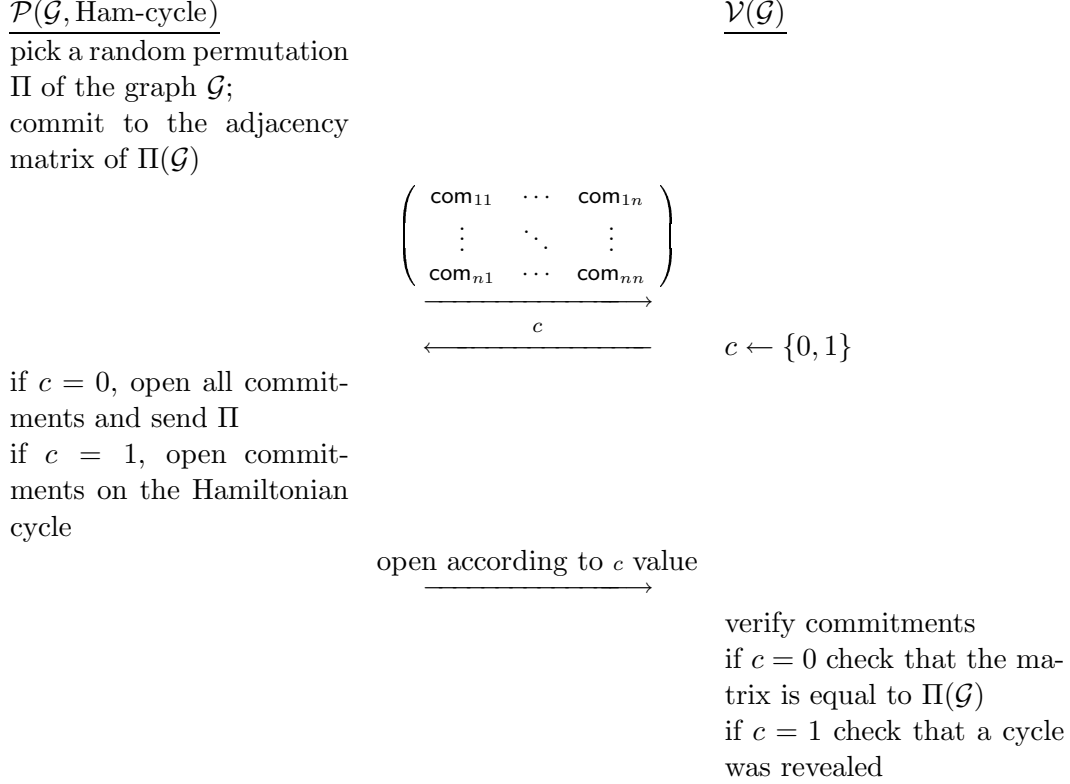 𝒫(𝒢, Ham-cycle) 𝒱(𝒢)
pick a random permutation
Π of the graph 𝒢;
commit to the adjacency
matrix of Π(𝒢)
com₁₁ ⋯ com₁ₙ
⋮ ⋱ ⋮
comₙ₁ ⋯ comₙₙ
c
c ← {0, 1}
if c = 0, open all commit-
ments and send Π
if c = 1, open commit-
ments on the Hamiltonian
cycle
open according to c value
verify commitments
if c = 0 check that the ma-
trix is equal to Π(𝒢)
if c = 1 check that a cycle
was revealed